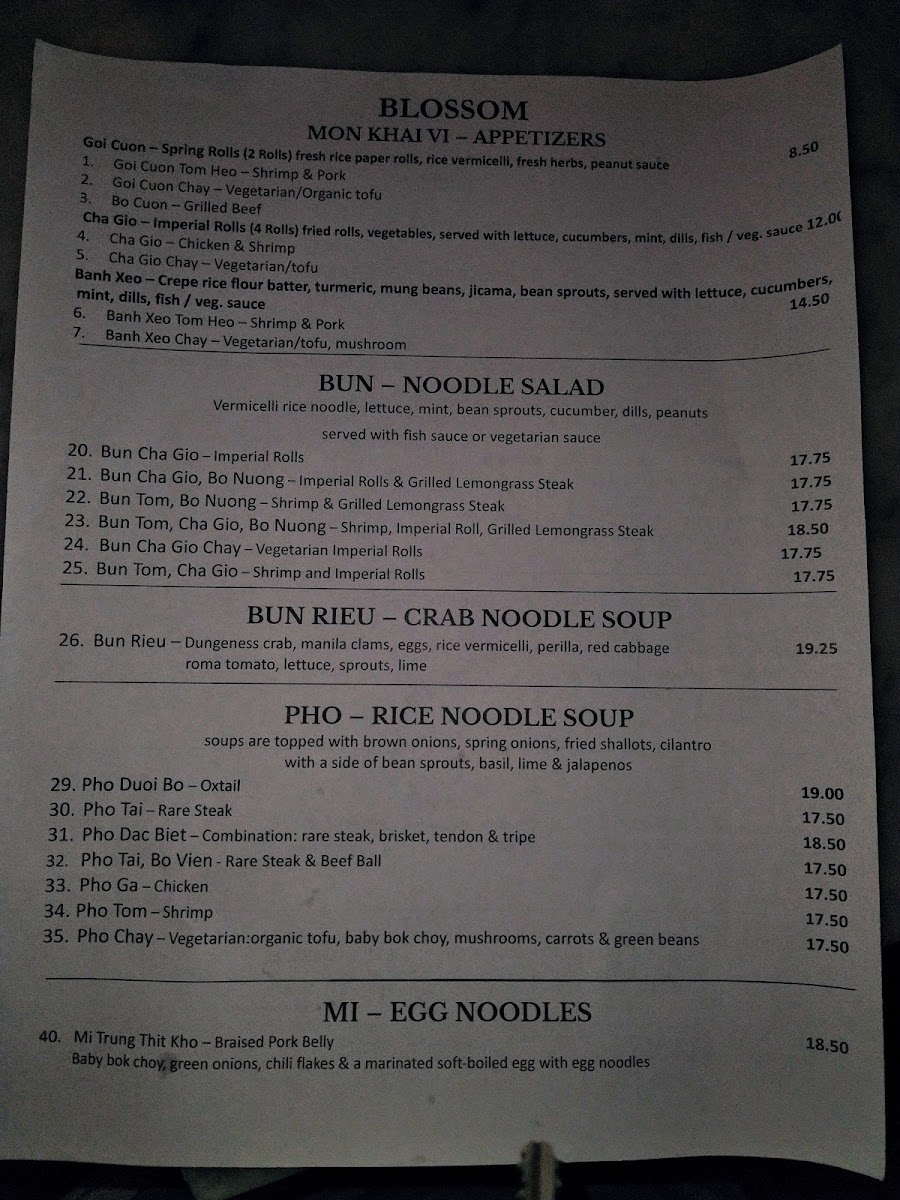 BLOSSOM
MON KHAI VI – APPETIZERS
Goi Cuon – Spring Rolls (2 Rolls) fresh rice paper rolls, rice vermicelli, fresh herbs, peanut sauce 8.50
1. Goi Cuon Tom Heo – Shrimp & Pork
2. Goi Cuon Chay – Vegetarian/Organic tofu
3. Bo Cuon – Grilled Beef
Cha Gio – Imperial Rolls (4 Rolls) fried rolls, vegetables, served with lettuce, cucumbers, mint, dills, fish / veg. sauce 12.00
4. Cha Gio – Chicken & Shrimp
5. Cha Gio Chay – Vegetarian/tofu
Banh Xeo – Crepe rice flour batter, turmeric, mung beans, jicama, bean sprouts, served with lettuce, cucumbers,
mint, dills, fish / veg. sauce 14.50
6. Banh Xeo Tom Heo – Shrimp & Pork
7. Banh Xeo Chay – Vegetarian/tofu, mushroom
BUN – NOODLE SALAD
Vermicelli rice noodle, lettuce, mint, bean sprouts, cucumber, dills, peanuts
served with fish sauce or vegetarian sauce
20. Bun Cha Gio – Imperial Rolls 17.75
21. Bun Cha Gio, Bo Nuong – Imperial Rolls & Grilled Lemongrass Steak 17.75
22. Bun Tom, Bo Nuong – Shrimp & Grilled Lemongrass Steak 17.75
23. Bun Tom, Cha Gio, Bo Nuong – Shrimp, Imperial Roll, Grilled Lemongrass Steak 18.50
24. Bun Cha Gio Chay – Vegetarian Imperial Rolls 17.75
25. Bun Tom, Cha Gio – Shrimp and Imperial Rolls 17.75
BUN RIEU – CRAB NOODLE SOUP
26. Bun Rieu – Dungeness crab, manila clams, eggs, rice vermicelli, perilla, red cabbage 19.25
roma tomato, lettuce, sprouts, lime
PHO – RICE NOODLE SOUP
soups are topped with brown onions, spring onions, fried shallots, cilantro
with a side of bean sprouts, basil, lime & jalapenos
29. Pho Duoi Bo – Oxtail 19.00
30. Pho Tai – Rare Steak 17.50
31. Pho Dac Biet – Combination: rare steak, brisket, tendon & tripe 18.50
32. Pho Tai, Bo Vien - Rare Steak & Beef Ball 17.50
33. Pho Ga – Chicken 17.50
34. Pho Tom – Shrimp 17.50
35. Pho Chay – Vegetarian:organic tofu, baby bok choy, mushrooms, carrots & green beans 17.50
MI – EGG NOODLES
40. Mi Trung Thit Kho – Braised Pork Belly 18.50
Baby bok choy, green onions, chili flakes & a marinated soft-boiled egg with egg noodles